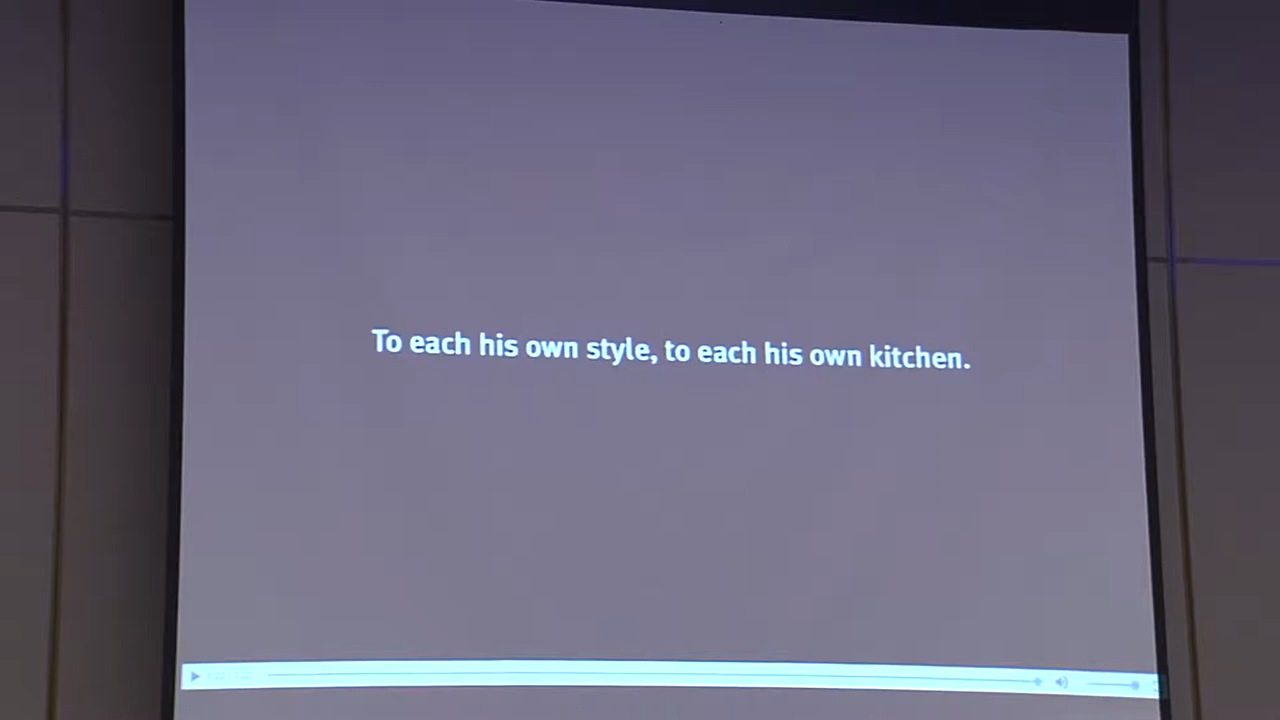 To each his own style, to each his own kitchen.